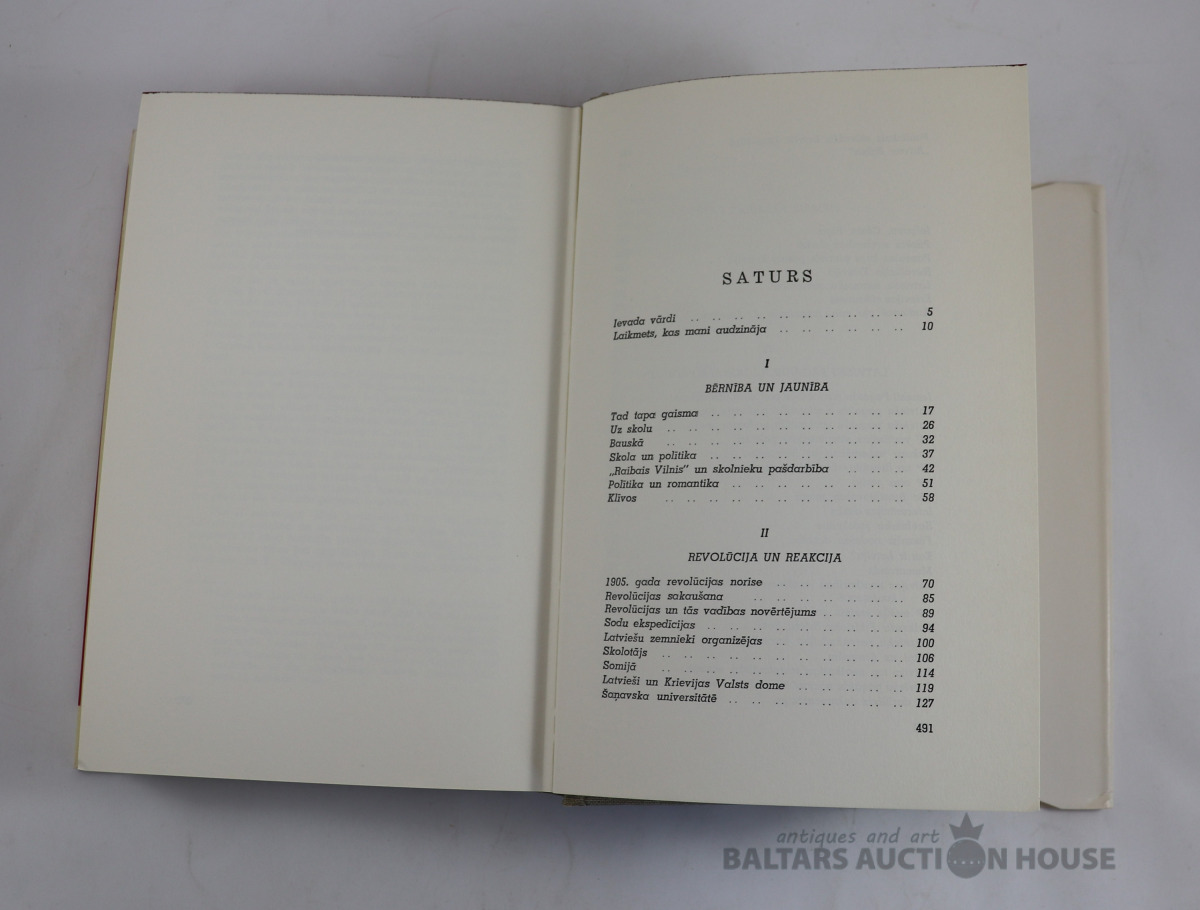 SATURS
Ievada vārdi .. .. .. .. .. .. .. .. .. .. 5
Laikmets, kas mani audzināja .. .. .. .. .. .. 10
I
BĒRNĪBA UN JAUNĪBA
Tad tapa gaisma .. .. .. .. .. .. .. .. .. 17
Uz skolu .. .. .. .. .. .. .. .. .. .. .. 26
Bauskā .. .. .. .. .. .. .. .. .. .. .. 32
Skola un polītika .. .. .. .. .. .. .. .. .. 37
„Raibais Vilnis" un skolnieku pašdarbība .. .. .. 42
Polītika un romantika .. .. .. .. .. .. .. .. 51
Klīvos .. .. .. .. .. .. .. .. .. .. .. 58
II
REVOLŪCIJA UN REAKCIJA
1905. gada revolūcijas norise .. .. .. .. .. .. 70
Revolūcijas sakaušana .. .. .. .. .. .. .. 85
Revolūcijas un tās vadības novērtējums .. .. .. .. 89
Sodu ekspedīcijas .. .. .. .. .. .. .. .. .. 94
Latviešu zemnieki organizējas .. .. .. .. .. .. 100
Skolotājs .. .. .. .. .. .. .. .. .. .. .. 106
Somijā .. .. .. .. .. .. .. .. .. .. .. 114
Latvieši un Krievijas Valsts dome .. .. .. .. .. 119
Šaņavska universitātē .. .. .. .. .. .. .. .. 127
491
antiques and art
BALTARS AUCTION HOUSE